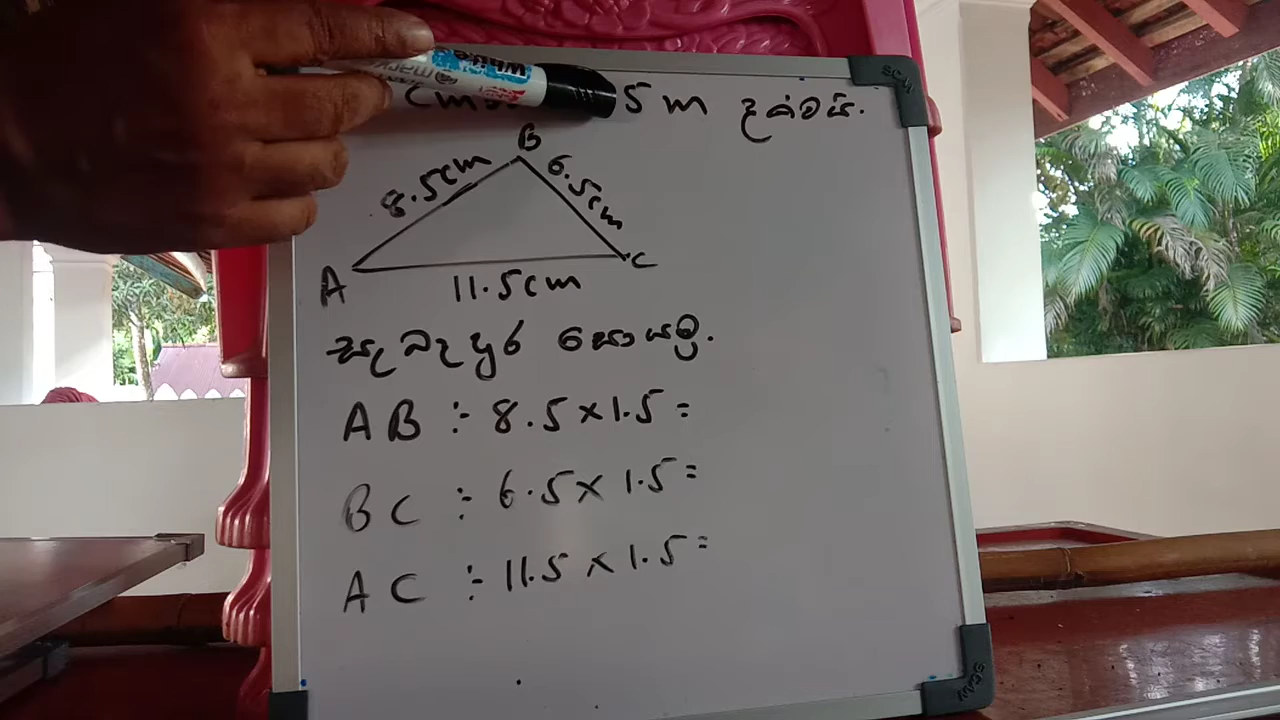 5m දක්වයි.
B
8.5cm 6.5cm
A C
11.5cm
සැබෑ දුර සොයමු.
AB :- 8.5×1.5=
BC :- 6.5×1.5=
AC :- 11.5×1.5=